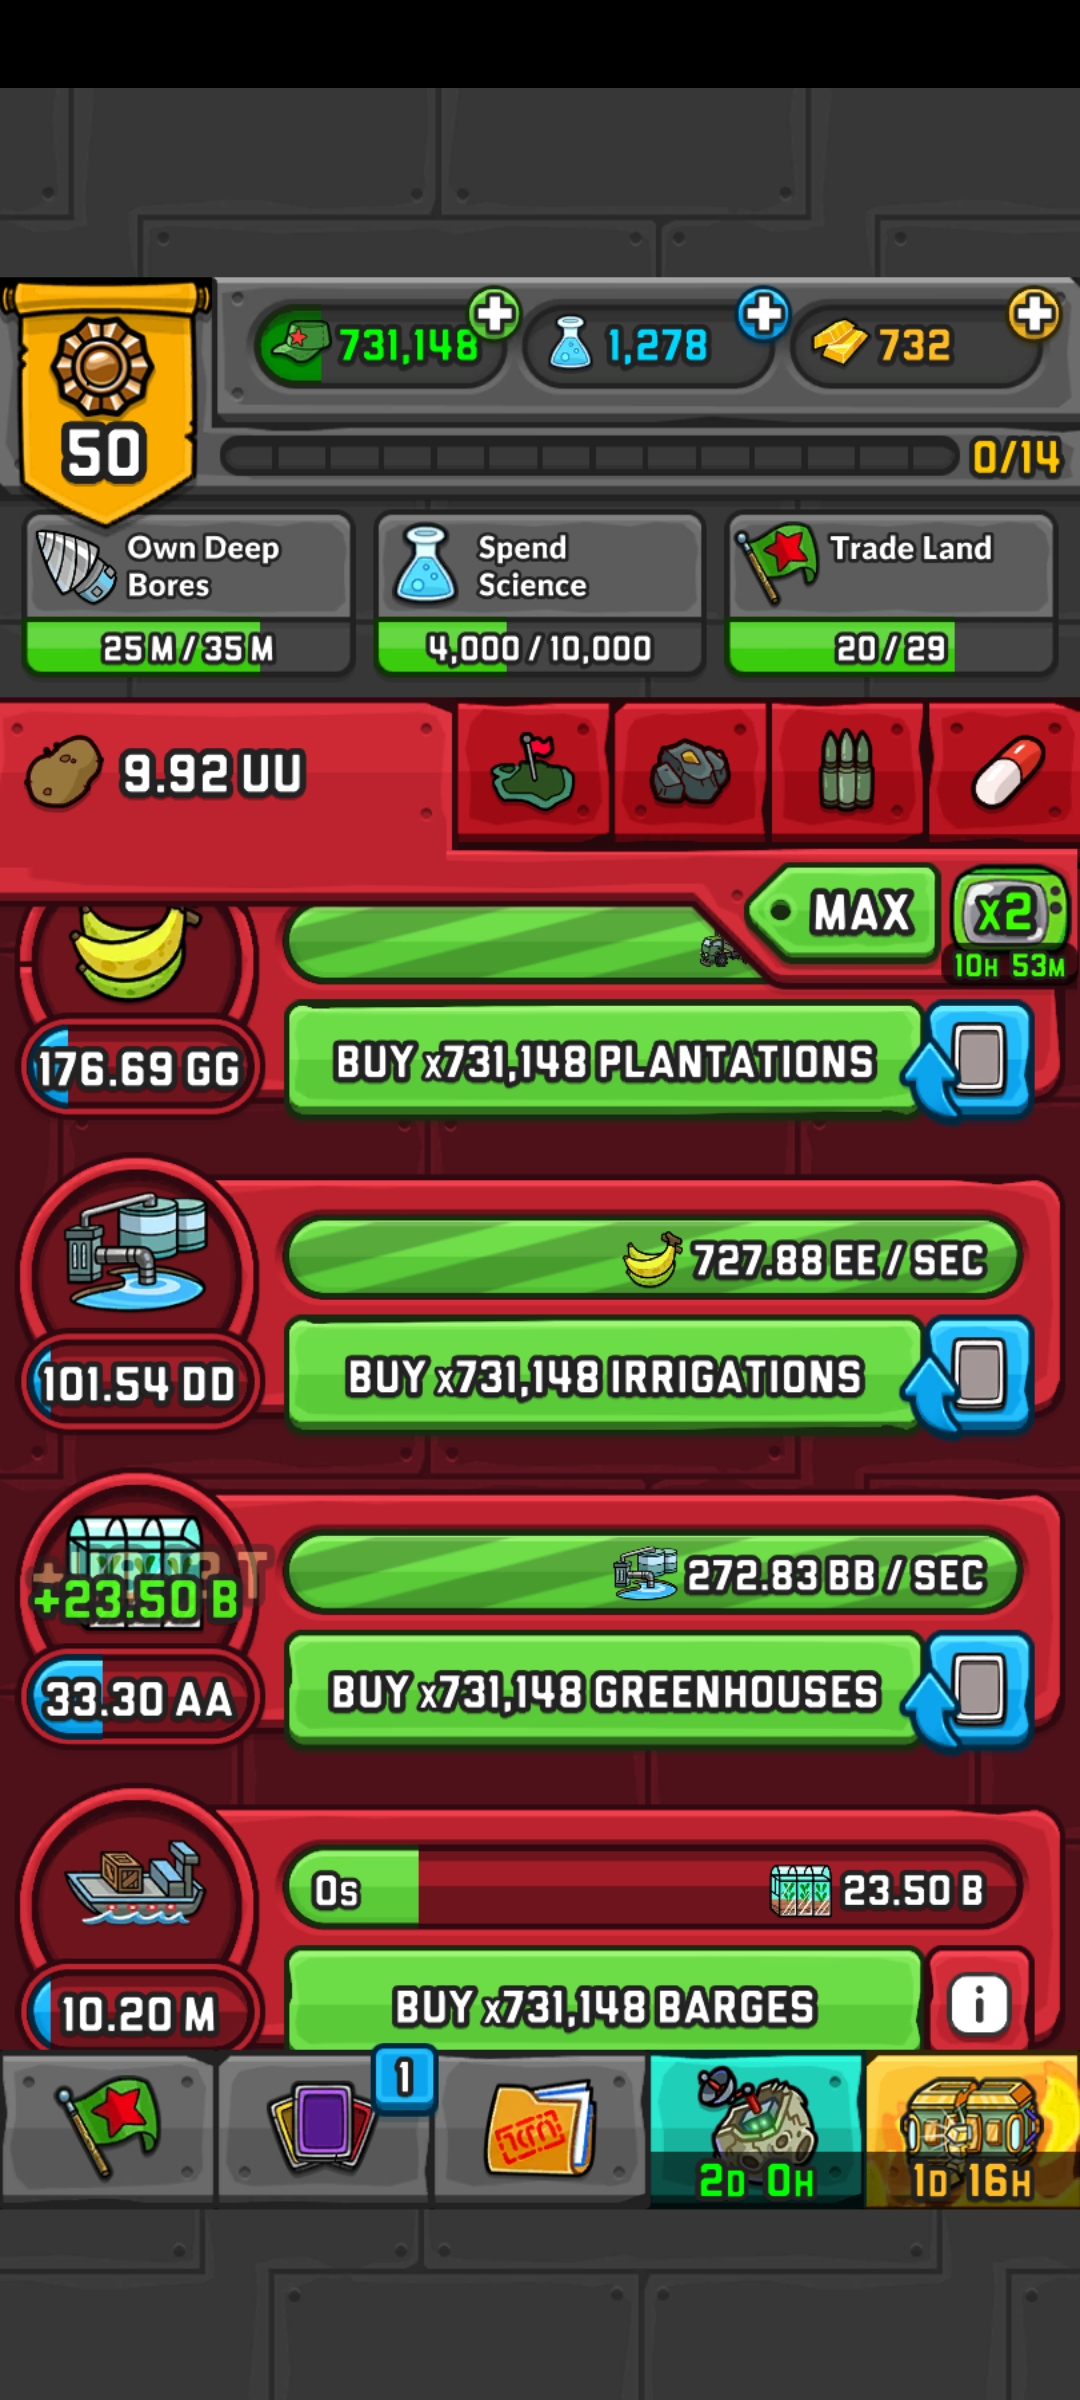 50
731,148
1,278
732
0/14
Own Deep
Bores
25 M / 35 M
Spend
Science
4,000 / 10,000
Trade Land
20 / 29
9.92 UU
MAX
x2
10H 53M
176.69 GG
BUY x731,148 PLANTATIONS
727.88 EE / SEC
101.54 DD
BUY x731,148 IRRIGATIONS
+23.50 B
272.83 BB / SEC
33.30 AA
BUY x731,148 GREENHOUSES
0s
23.50 B
10.20 M
BUY x731,148 BARGES
i
1
2D 0H
1D 16H